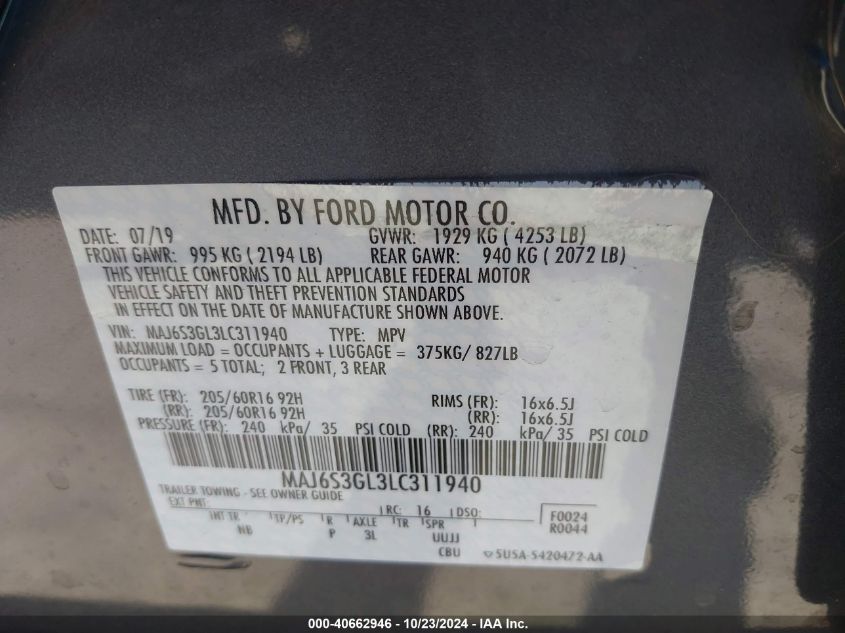 MFD. BY FORD MOTOR CO.
DATE: 07/19 GVWR: 1929 KG ( 4253 LB)
FRONT GAWR: 995 KG ( 2194 LB) REAR GAWR: 940 KG ( 2072 LB)
THIS VEHICLE CONFORMS TO ALL APPLICABLE FEDERAL MOTOR
VEHICLE SAFETY AND THEFT PREVENTION STANDARDS
IN EFFECT ON THE DATE OF MANUFACTURE SHOWN ABOVE.
VIN: MAJ6S3GL3LC311940 TYPE: MPV
MAXIMUM LOAD = OCCUPANTS + LUGGAGE = 375KG/ 827LB
OCCUPANTS = 5 TOTAL; 2 FRONT, 3 REAR
TIRE (FR): 205/60R16 92H RIMS (FR): 16x6.5J
(RR): 205/60R16 92H (RR): 16x6.5J
PRESSURE (FR): 240 kPa/ 35 PSI COLD (RR): 240 kPa/ 35 PSI COLD
MAJ6S3GL3LC311940
TRAILER TOWING - SEE OWNER GUIDE
EXT PNT RC: 16 DSO: F0024
R0044
INT TR TP/PS R AXLE TR SPR
NB P 3L UUJJ
CBU 5U5A-5420472-AA
000-40662946 - 10/23/2024 - IAA Inc.